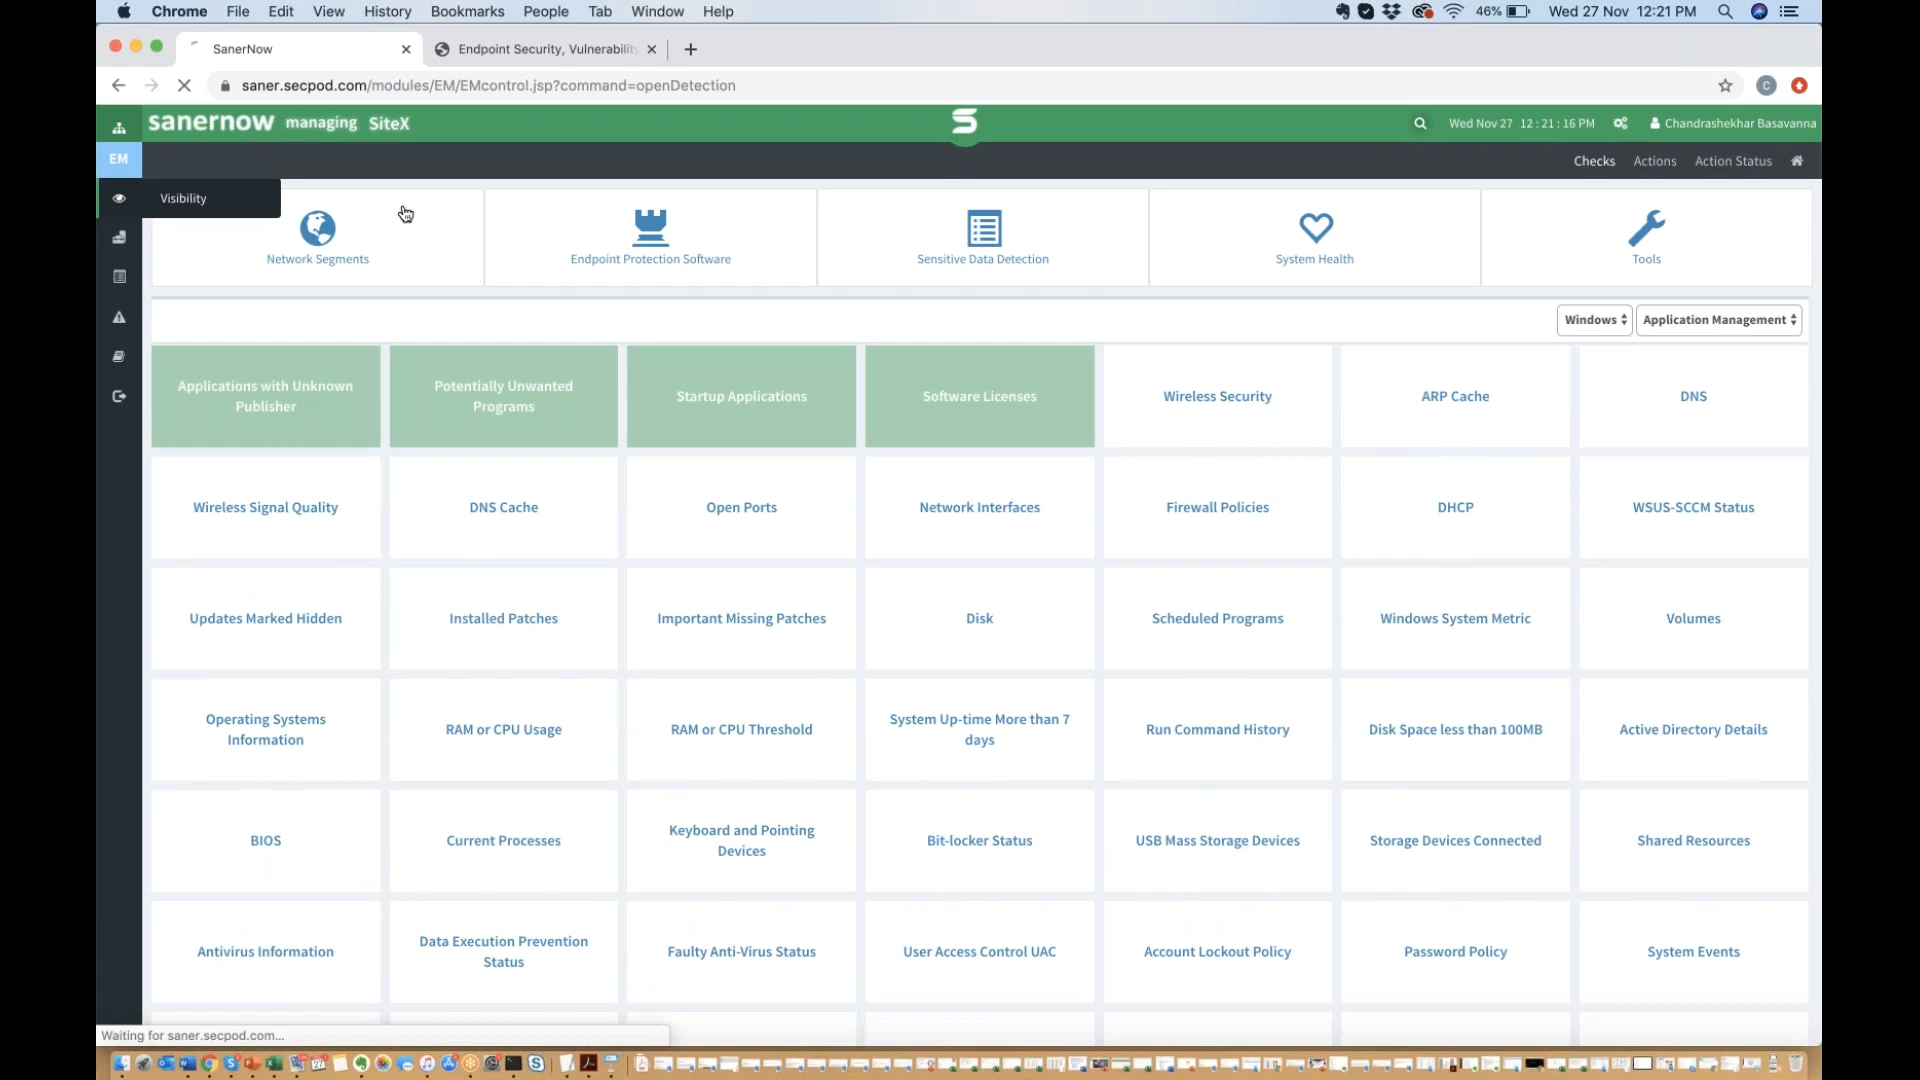 Chrome File Edit View History Bookmarks People Tab Window Help 46% Wed 27 Nov 12:21 PM
SanerNow Endpoint Security, Vulnerabilit
saner.secpod.com/modules/EM/EMcontrol.jsp?command=openDetection C
sanernow managing SiteX Wed Nov 27 12 : 21 : 16 PM Chandrashekhar Basavanna
EM Checks Actions Action Status
Visibility
Network Segments Endpoint Protection Software Sensitive Data Detection System Health Tools
Windows Application Management
Applications with Unknown Publisher
Potentially Unwanted Programs
Startup Applications
Software Licenses
Wireless Security
ARP Cache
DNS
Wireless Signal Quality
DNS Cache
Open Ports
Network Interfaces
Firewall Policies
DHCP
WSUS-SCCM Status
Updates Marked Hidden
Installed Patches
Important Missing Patches
Disk
Scheduled Programs
Windows System Metric
Volumes
Operating Systems Information
RAM or CPU Usage
RAM or CPU Threshold
System Up-time More than 7 days
Run Command History
Disk Space less than 100MB
Active Directory Details
BIOS
Current Processes
Keyboard and Pointing Devices
Bit-locker Status
USB Mass Storage Devices
Storage Devices Connected
Shared Resources
Antivirus Information
Data Execution Prevention Status
Faulty Anti-Virus Status
User Access Control UAC
Account Lockout Policy
Password Policy
System Events
Waiting for saner.secpod.com...